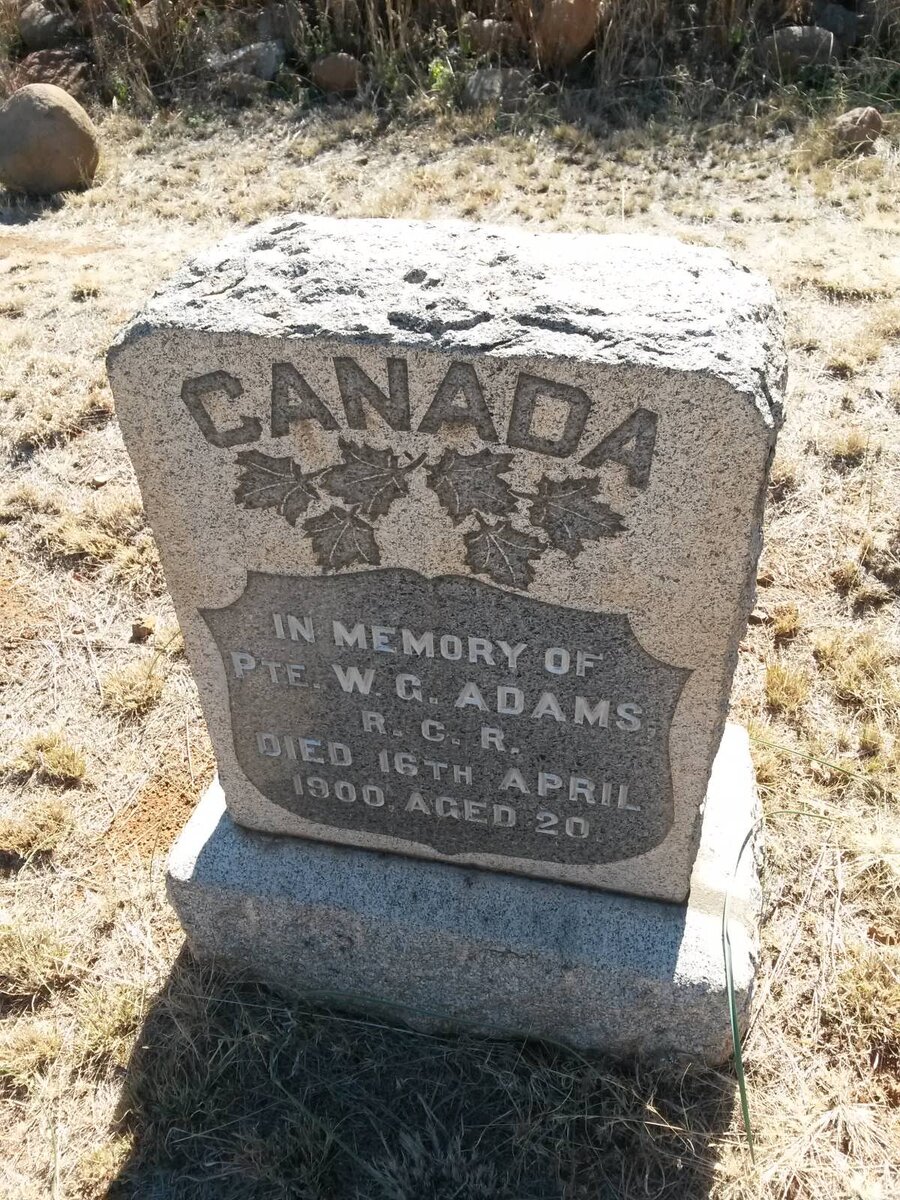 CANADA
IN MEMORY OF
PTE. W. G. ADAMS,
R. C. R.
DIED 16TH APRIL
1900, AGED 20